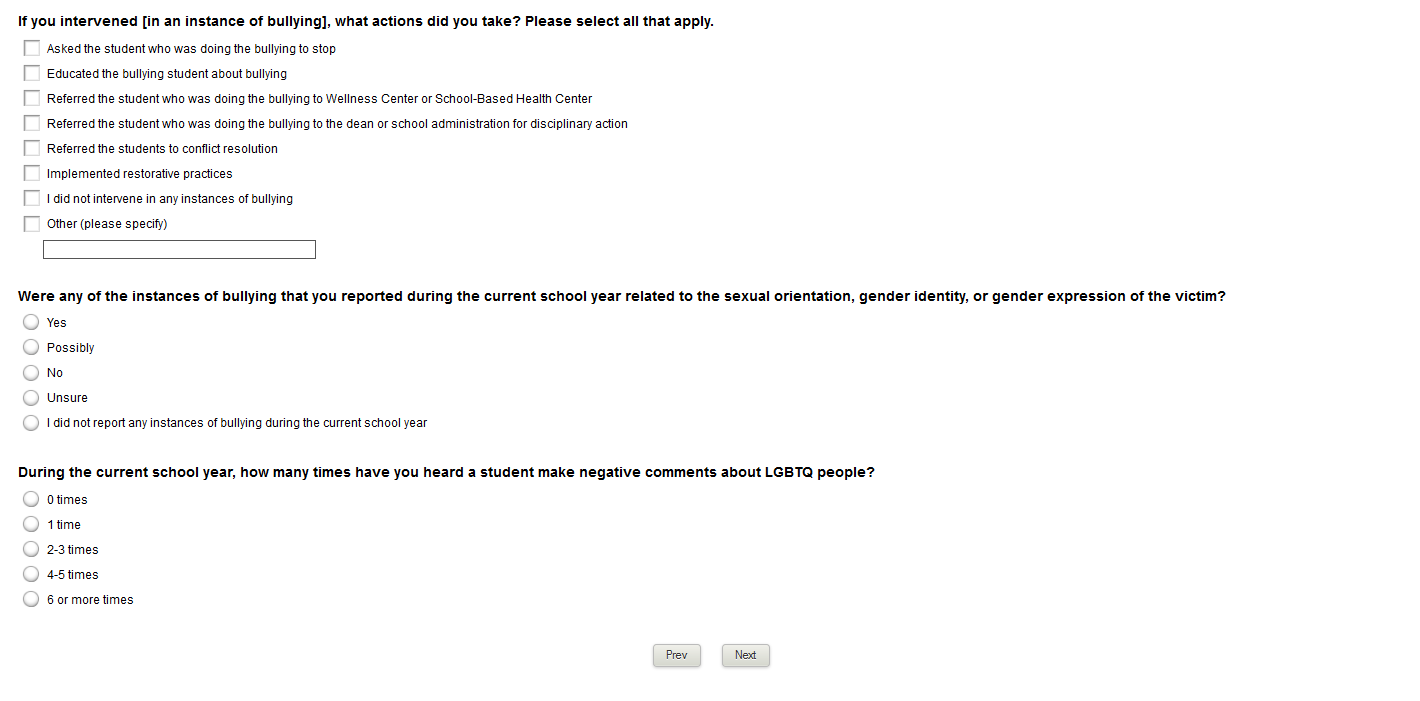 If you intervened [in an instance of bullying], what actions did you take? Please select all that apply.
Asked the student who was doing the bullying to stop
Educated the bullying student about bullying
Referred the student who was doing the bullying to Wellness Center or School-Based Health Center
Referred the student who was doing the bullying to the dean or school administration for disciplinary action
Referred the students to conflict resolution
Implemented restorative practices
I did not intervene in any instances of bullying
Other (please specify)
Were any of the instances of bullying that you reported during the current school year related to the sexual orientation, gender identity, or gender expression of the victim?
Yes
Possibly
No
Unsure
I did not report any instances of bullying during the current school year
During the current school year, how many times have you heard a student make negative comments about LGBTQ people?
0 times
1 time
2-3 times
4-5 times
6 or more times
Prev Next